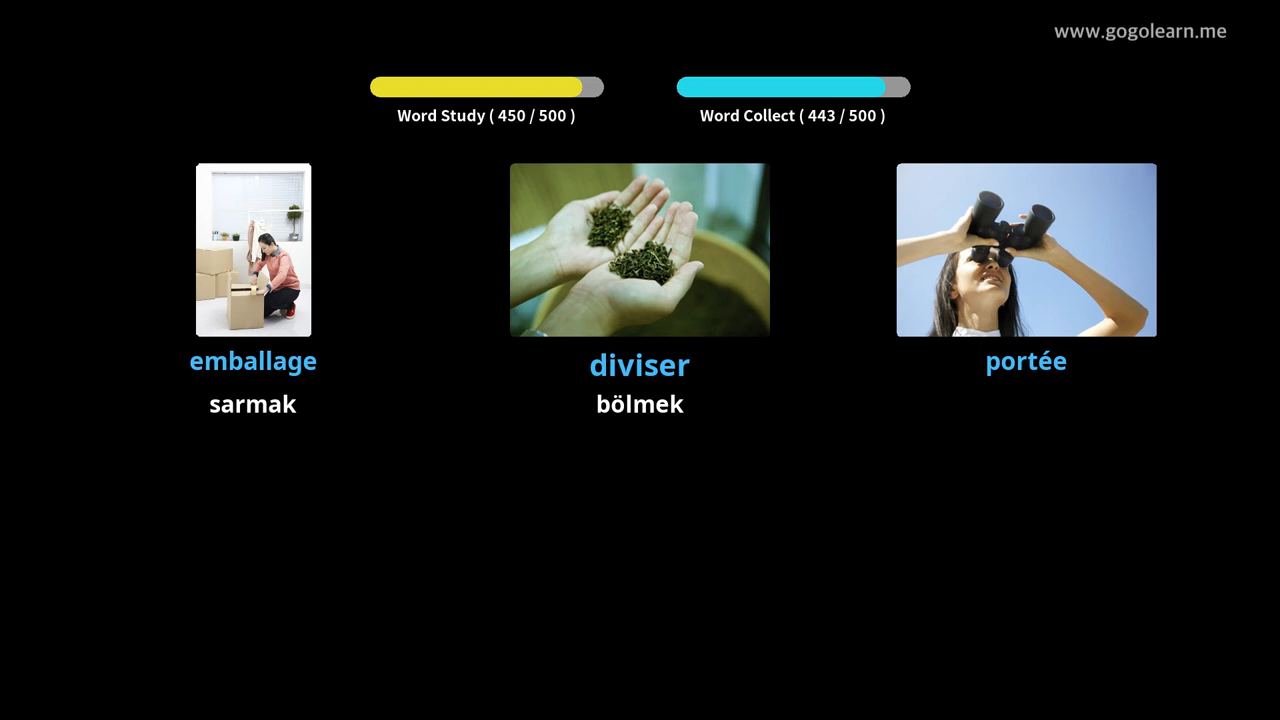 www.gogolearn.me
Word Study ( 450 / 500 )
Word Collect ( 443 / 500 )
emballage
diviser
portée
sarmak
bölmek